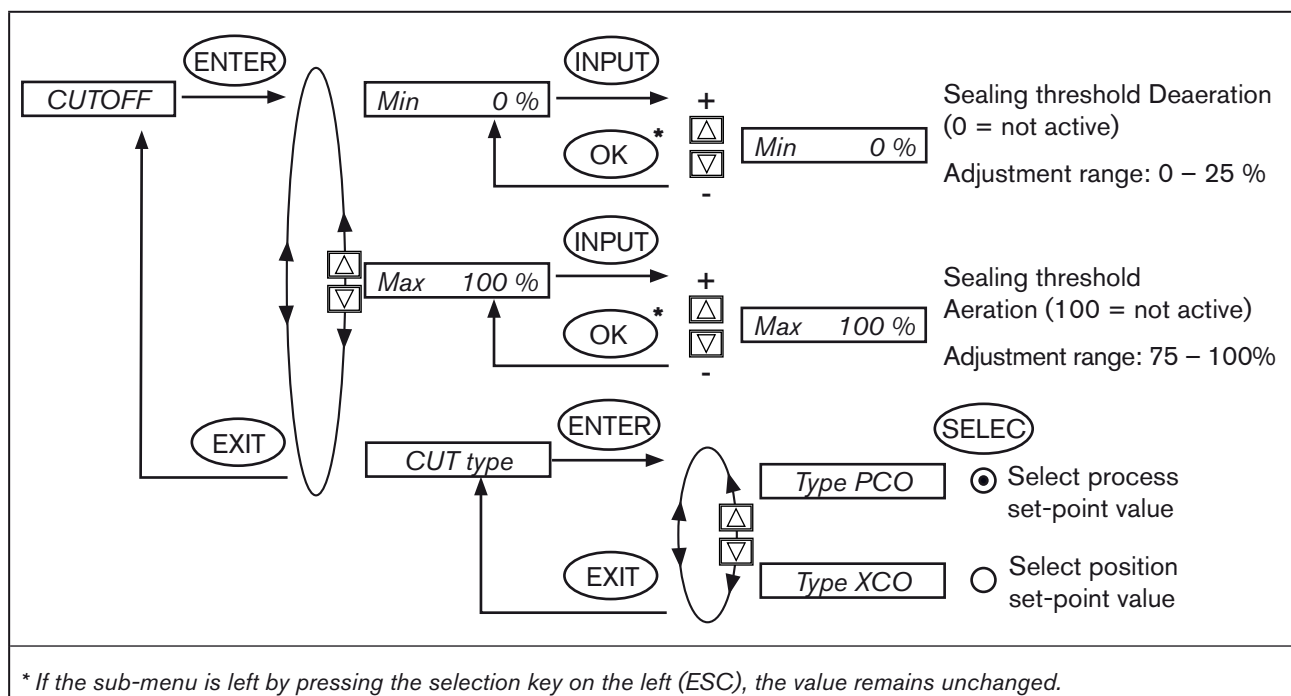 ENTER
CUTOFF
INPUT
Min 0 %
+
OK *
-
Min 0 %
Sealing threshold Deaeration
(0 = not active)
Adjustment range: 0 – 25 %
INPUT
Max 100 %
+
OK *
-
Max 100 %
Sealing threshold
Aeration (100 = not active)
Adjustment range: 75 – 100%
EXIT
ENTER
CUT type
EXIT
SELEC
Type PCO
Select process
set-point value
Type XCO
Select position
set-point value
* If the sub-menu is left by pressing the selection key on the left (ESC), the value remains unchanged.